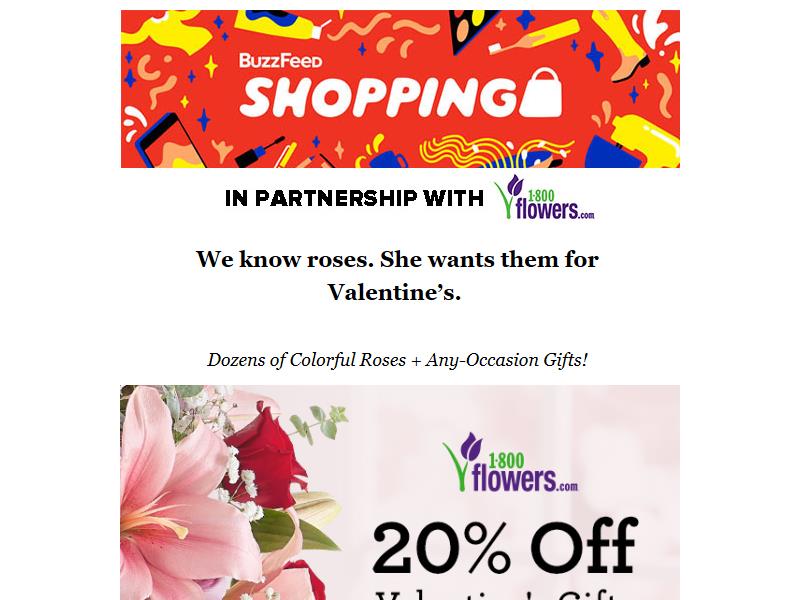 BuzzFeed
SHOPPING
IN PARTNERSHIP WITH
1·800
flowers.com
We know roses. She wants them for
Valentine’s.
Dozens of Colorful Roses + Any-Occasion Gifts!
1·800
flowers.com
20% Off